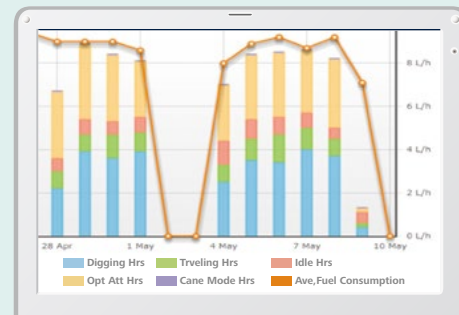 8 L/h
6 L/h
4 L/h
2 L/h
0 L/h
28 Apr 1 May 4 May 7 May 10 May
Digging Hrs Trveling Hrs Idle Hrs
Opt Att Hrs Cane Mode Hrs Ave,Fuel Consumption